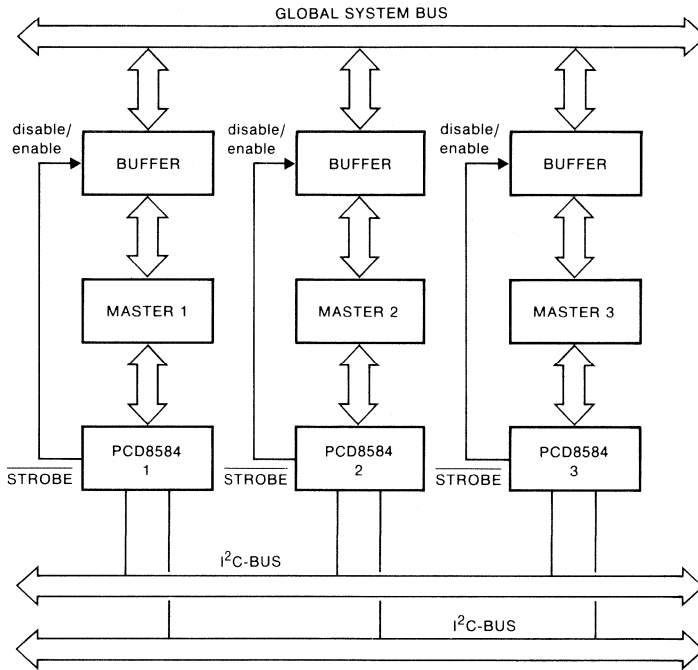 GLOBAL SYSTEM BUS
disable/
enable
BUFFER
disable/
enable
BUFFER
disable/
enable
BUFFER
MASTER 1
MASTER 2
MASTER 3
PCD8584
1
STROBE
PCD8584
2
STROBE
PCD8584
3
STROBE
I²C-BUS
I²C-BUS